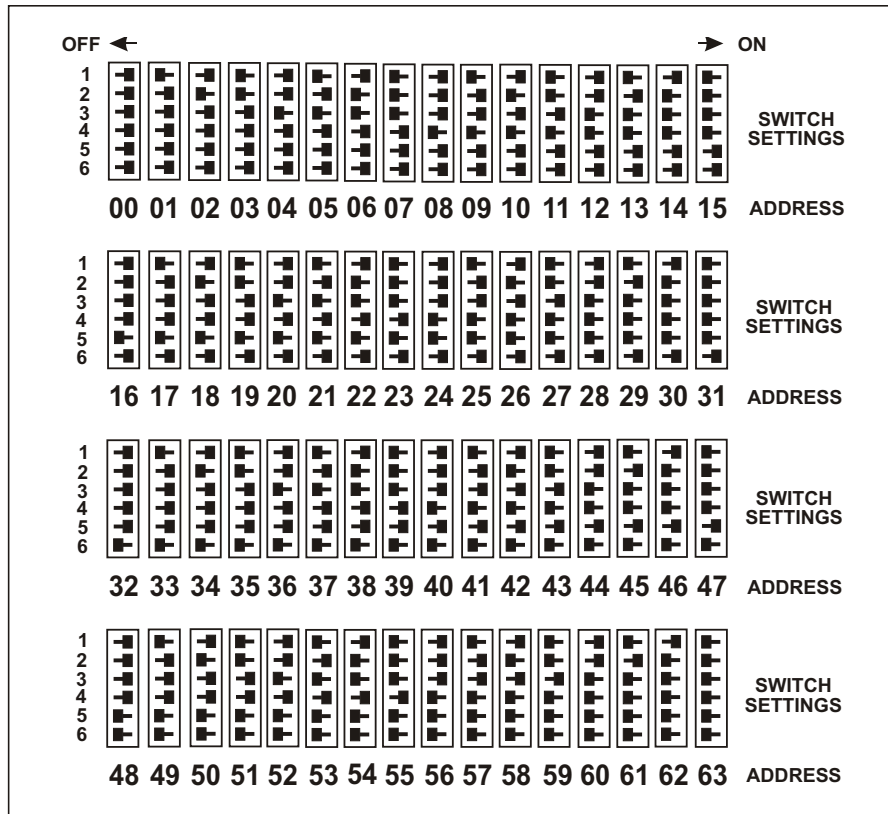 OFF ON
1
2
3
4
5
6
SWITCH
SETTINGS
00 01 02 03 04 05 06 07 08 09 10 11 12 13 14 15 ADDRESS
1
2
3
4
5
6
SWITCH
SETTINGS
16 17 18 19 20 21 22 23 24 25 26 27 28 29 30 31 ADDRESS
1
2
3
4
5
6
SWITCH
SETTINGS
32 33 34 35 36 37 38 39 40 41 42 43 44 45 46 47 ADDRESS
1
2
3
4
5
6
SWITCH
SETTINGS
48 49 50 51 52 53 54 55 56 57 58 59 60 61 62 63 ADDRESS